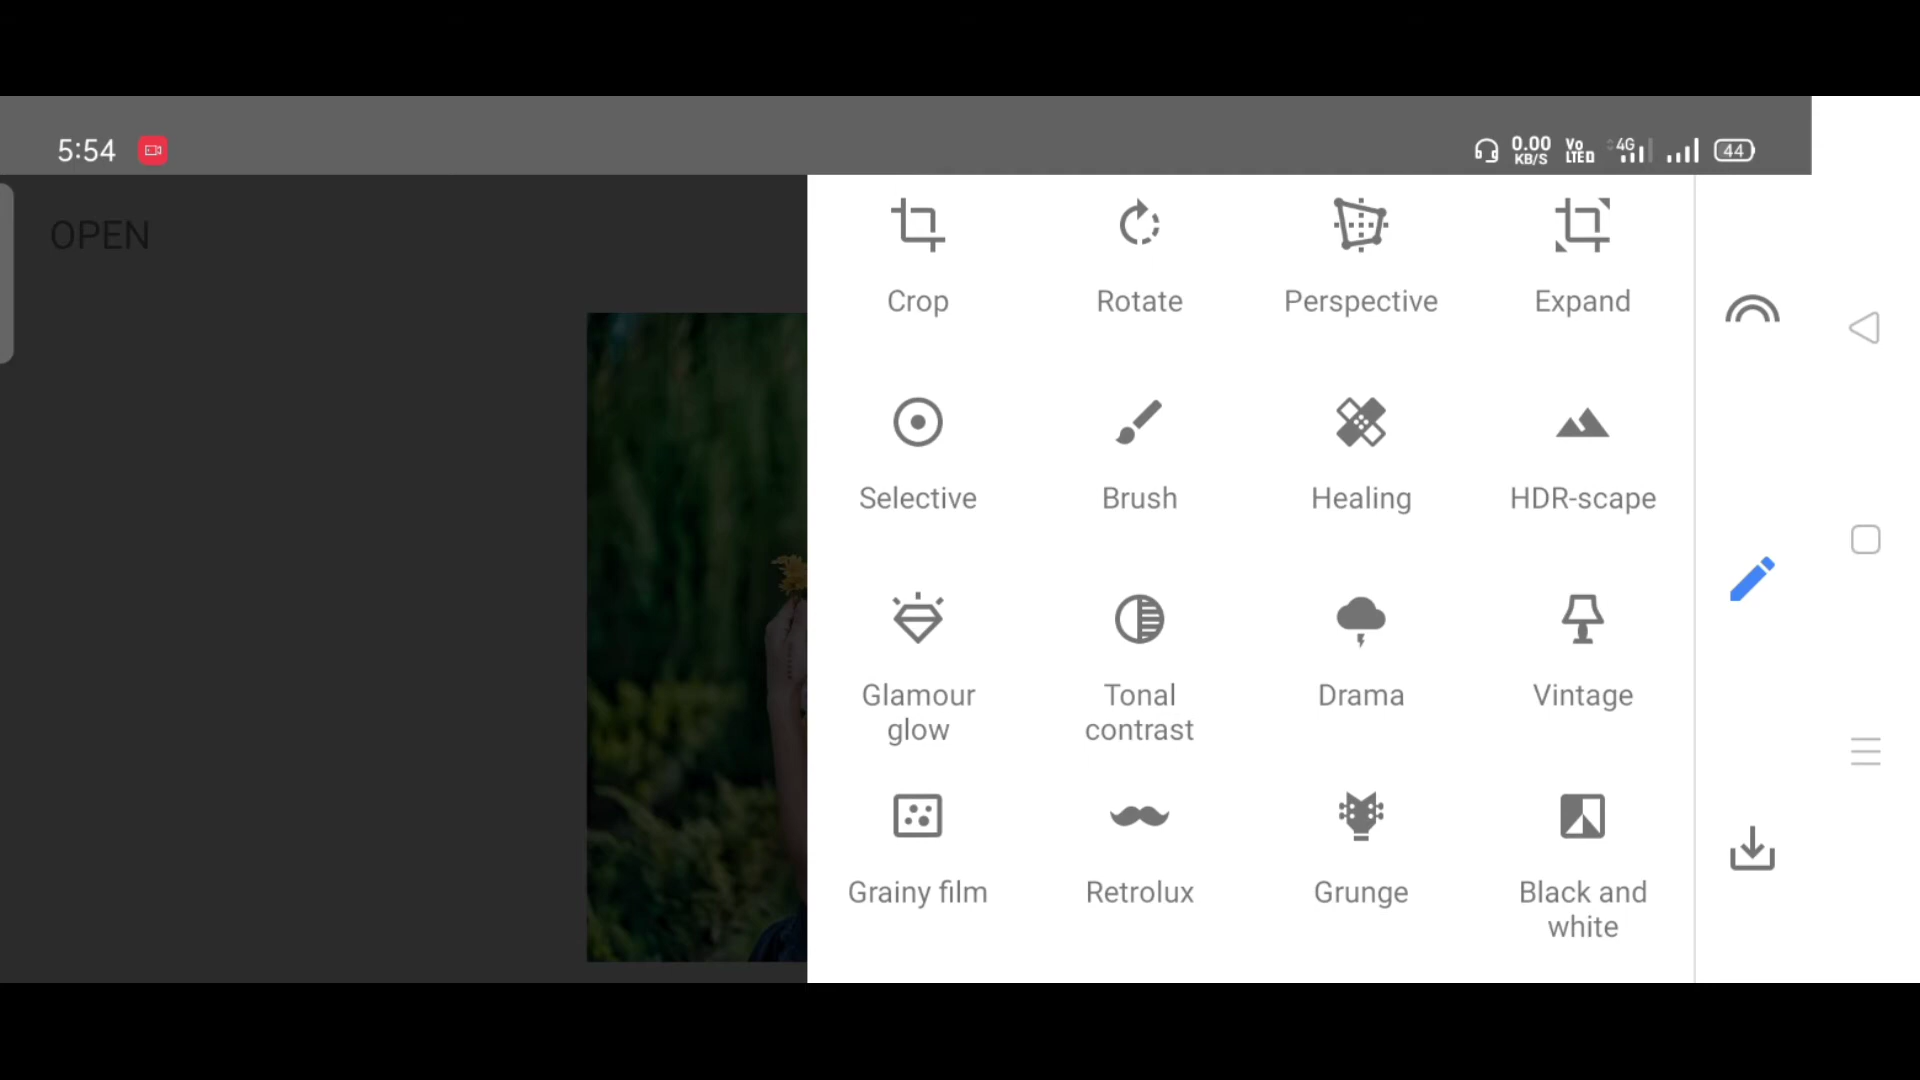 5:54
0.00
KB/S
Vo
LTED
4G
44
OPEN
Crop
Rotate
Perspective
Expand
Selective
Brush
Healing
HDR-scape
Glamour
glow
Tonal
contrast
Drama
Vintage
Grainy film
Retrolux
Grunge
Black and
white